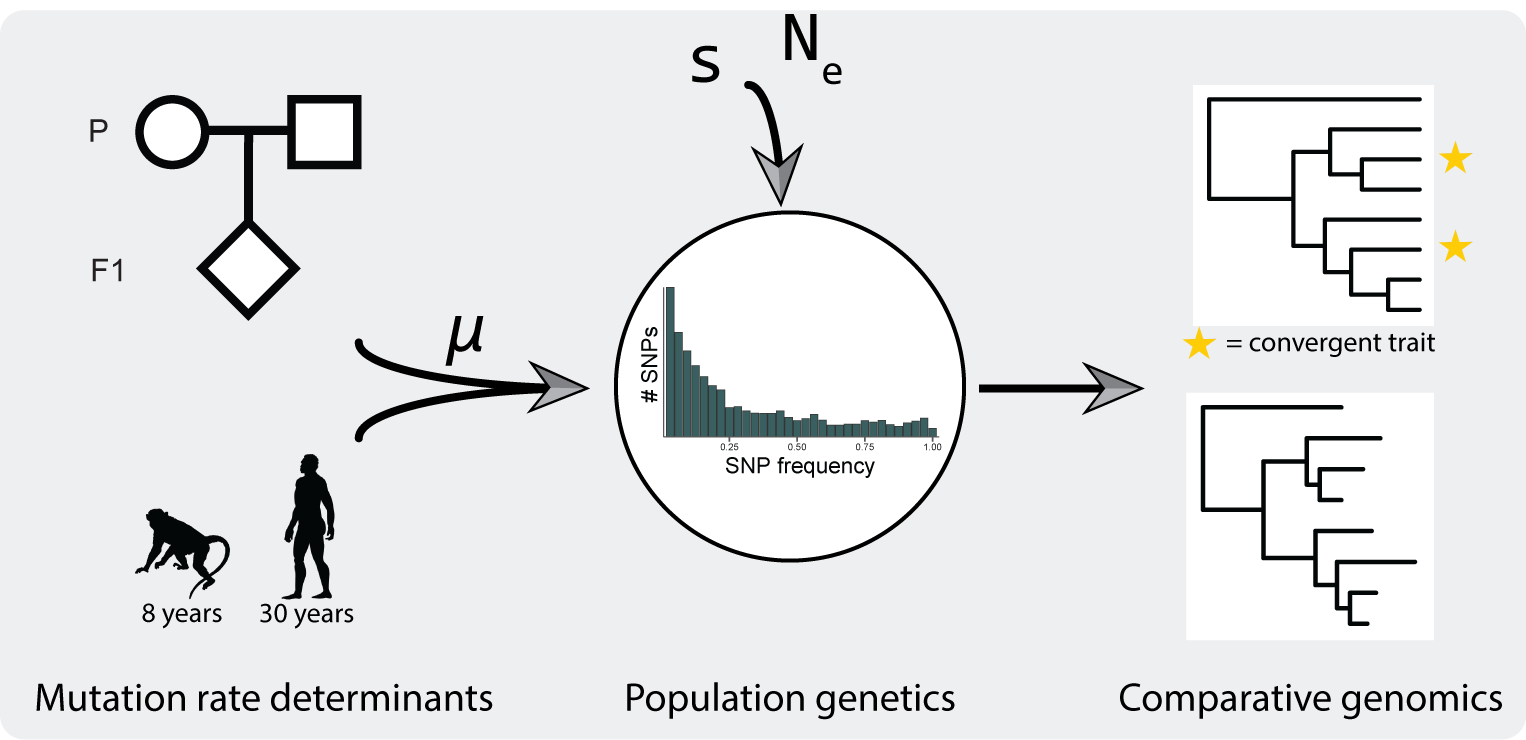 P
F1
μ
8 years
30 years
Mutation rate determinants
s
Ne
# SNPs
0.25
0.50
0.75
1.00
SNP frequency
Population genetics
= convergent trait
Comparative genomics